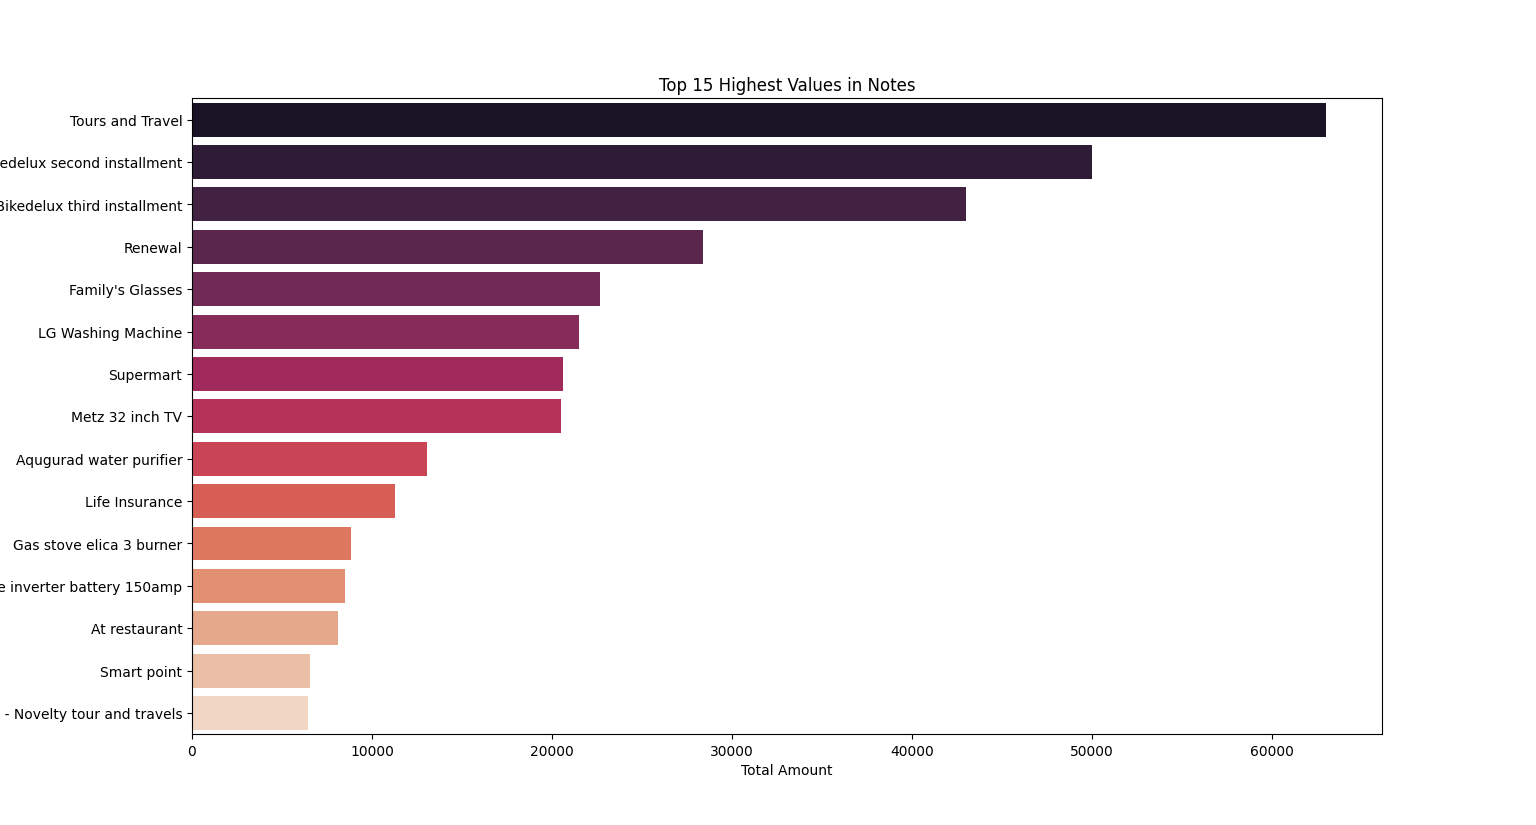 Top 15 Highest Values in Notes
Tours and Travel
edelux second installment
Bikedelux third installment
Renewal
Family's Glasses
LG Washing Machine
Supermart
Metz 32 inch TV
Aqugurad water purifier
Life Insurance
Gas stove elica 3 burner
e inverter battery 150amp
At restaurant
Smart point
- Novelty tour and travels
0 10000 20000 30000 40000 50000 60000
Total Amount